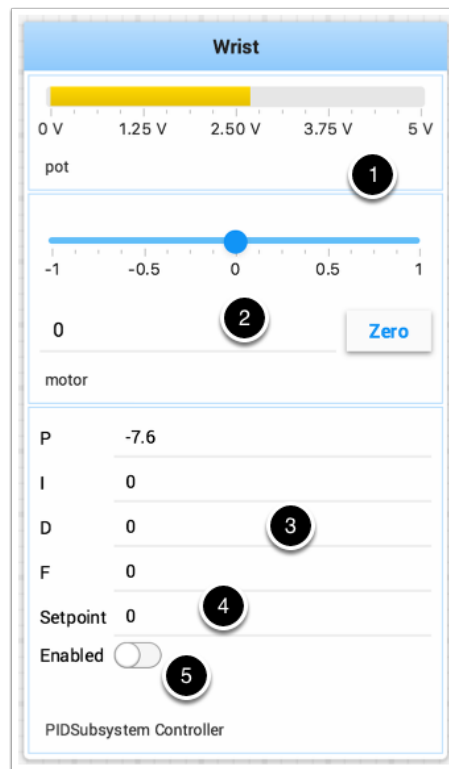 Wrist
0 V 1.25 V 2.50 V 3.75 V 5 V
pot
1
-1 -0.5 0 0.5 1
2
0 Zero
motor
P -7.6
I 0
D 0 3
F 0
4
Setpoint 0
Enabled 5
PIDSubsystem Controller